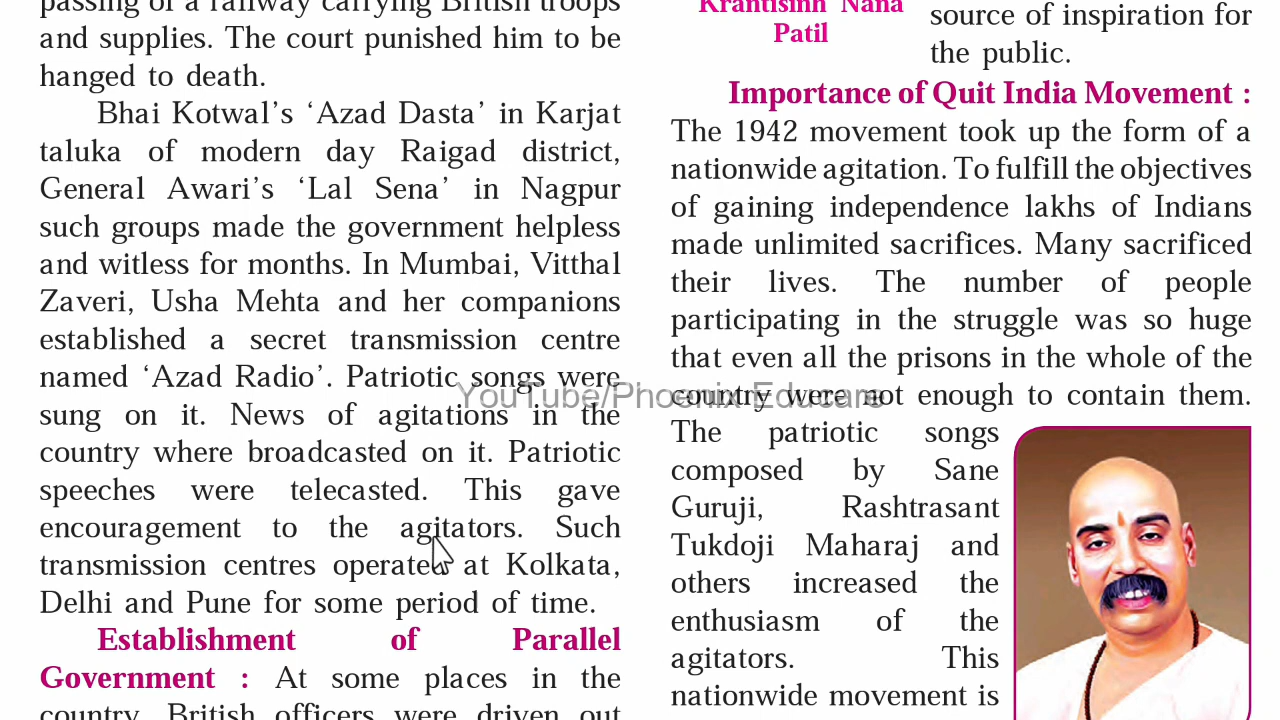 passing of a railway carrying British troops
and supplies. The court punished him to be
hanged to death.
Bhai Kotwal's ‘Azad Dasta’ in Karjat
taluka of modern day Raigad district,
General Awari's ‘Lal Sena’ in Nagpur
such groups made the government helpless
and witless for months. In Mumbai, Vitthal
Zaveri, Usha Mehta and her companions
established a secret transmission centre
named ‘Azad Radio’. Patriotic songs were
sung on it. News of agitations in the
country where broadcasted on it. Patriotic
speeches were telecasted. This gave
encouragement to the agitators. Such
transmission centres operated at Kolkata,
Delhi and Pune for some period of time.
Establishment of Parallel
Government : At some places in the
country, British officers were driven out
Krantisinh Nana
Patil
source of inspiration for
the public.
Importance of Quit India Movement :
The 1942 movement took up the form of a
nationwide agitation. To fulfill the objectives
of gaining independence lakhs of Indians
made unlimited sacrifices. Many sacrificed
their lives. The number of people
participating in the struggle was so huge
that even all the prisons in the whole of the
country were not enough to contain them.
The patriotic songs
composed by Sane
Guruji, Rashtrasant
Tukdoji Maharaj and
others increased the
enthusiasm of the
agitators. This
nationwide movement is
YouTube/Phoenix Educare